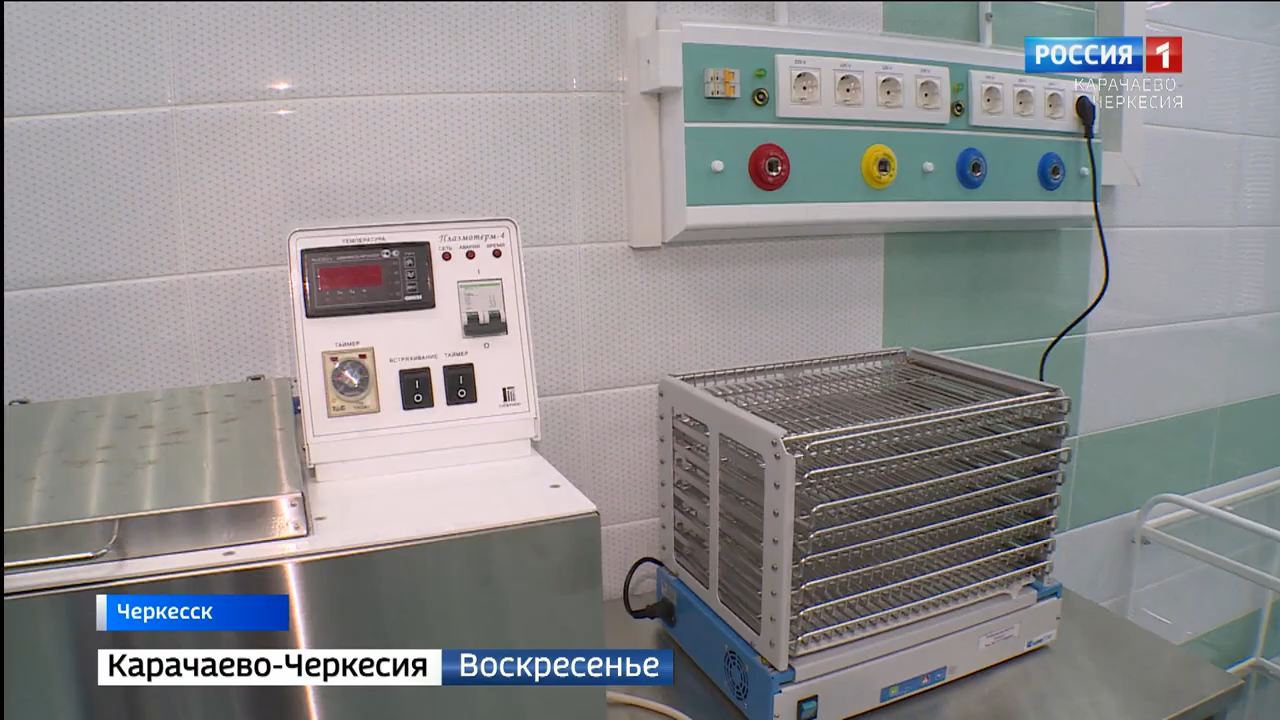 РОССИЯ 1
КАРАЧАЕВО
ЧЕРКЕСИЯ
ТЕМПЕРАТУРА
Плазмотерм-4
СЕТЬ АВАРИЯ ВРЕМЯ
I
O
ТАЙМЕР
ВСТРЯХИВАНИЕ ТАЙМЕР
Черкесск
Карачаево-Черкесия Воскресенье